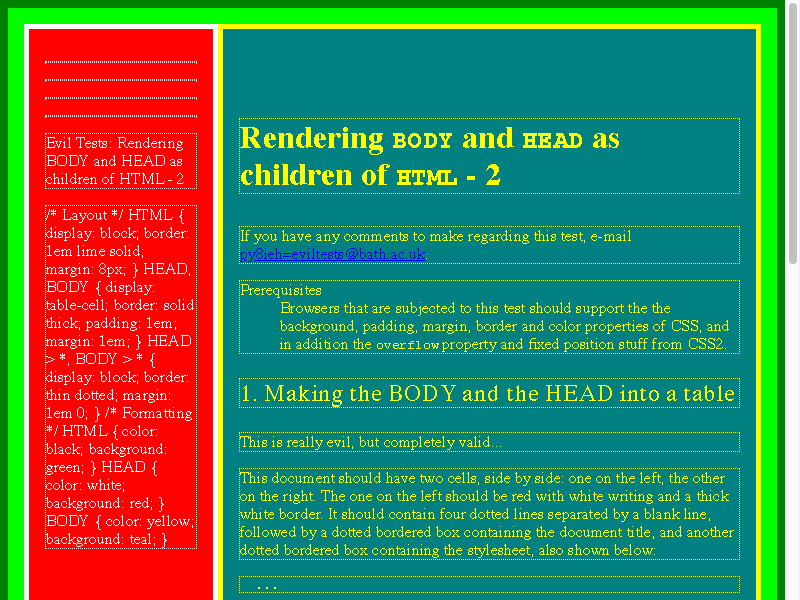 Evil Tests: Rendering
BODY and HEAD as
children of HTML - 2
/* Layout */ HTML {
display: block; border:
1em lime solid;
margin: 8px; } HEAD,
BODY { display:
table-cell; border: solid
thick; padding: 1em;
margin: 1em; } HEAD
> *, BODY > * {
display: block; border:
thin dotted; margin:
1em 0; } /* Formatting
*/ HTML { color:
black; background:
green; } HEAD {
color: white;
background: red; }
BODY { color: yellow;
background: teal; }
Rendering BODY and HEAD as
children of HTML - 2
If you have any comments to make regarding this test, e-mail
py8ieh=eviltests@bath.ac.uk.
Prerequisites
Browsers that are subjected to this test should support the the
background, padding, margin, border and color properties of CSS, and
in addition the overflow property and fixed position stuff from CSS2.
1. Making the BODY and the HEAD into a table
This is really evil, but completely valid...
This document should have two cells, side by side: one on the left, the other
on the right. The one on the left should be red with white writing and a thick
white border. It should contain four dotted lines separated by a blank line,
followed by a dotted bordered box containing the document title, and another
dotted bordered box containing the stylesheet, also shown below:
...